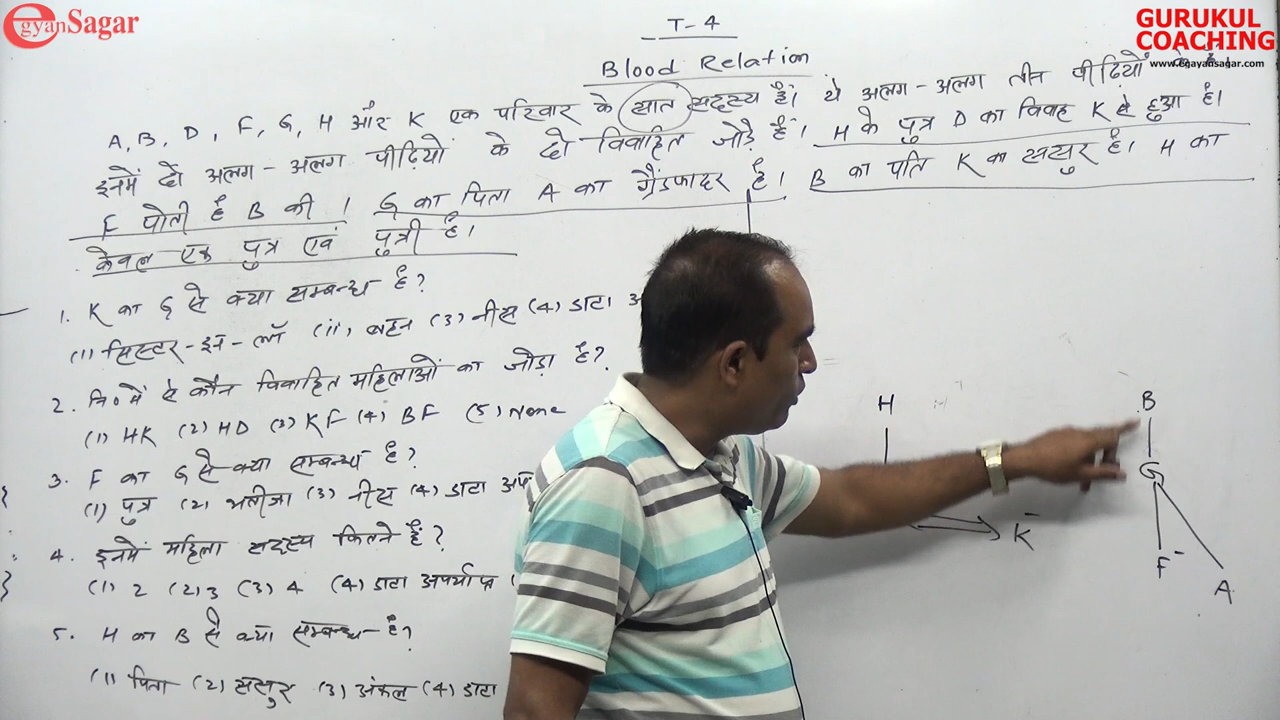 egyanSagar
GURUKUL
COACHING
www.egayansagar.com
T-4
Blood Relation
A, B, D, F, G, H और K एक परिवार के सात सदस्य हैं। ये अलग-अलग तीन पीढ़ियों के हैं।
इनमें दो अलग-अलग पीढ़ियों के दो विवाहित जोड़े हैं। H के पुत्र D का विवाह K से हुआ है।
F पोती है B की। G का पिता A का ग्रैंडफादर है। B का पति K का ससुर है। H का
केवल एक पुत्र एवं पुत्री है।
1. K का G से क्या सम्बन्ध है?
(1) सिस्टर-इन-लॉ (ii) बहन (3) नीस (4) डाटा
2. नि० में से कौन विवाहित महिलाओं का जोड़ा है?
(1) HK (2) HD (3) KF (4) BF (5) None
3. F का G से क्या सम्बन्ध है?
(1) पुत्र (2) भतीजा (3) नीस (4) डाटा
4. इनमें महिला सदस्य कितने हैं?
(1) 2 (2) 3 (3) 4 (4) डाटा अपर्याप्त (
5. H का B से क्या सम्बन्ध है?
(1) पिता (2) ससुर (3) अंकल (4) डाटा
H
K -
B
G
F -
A